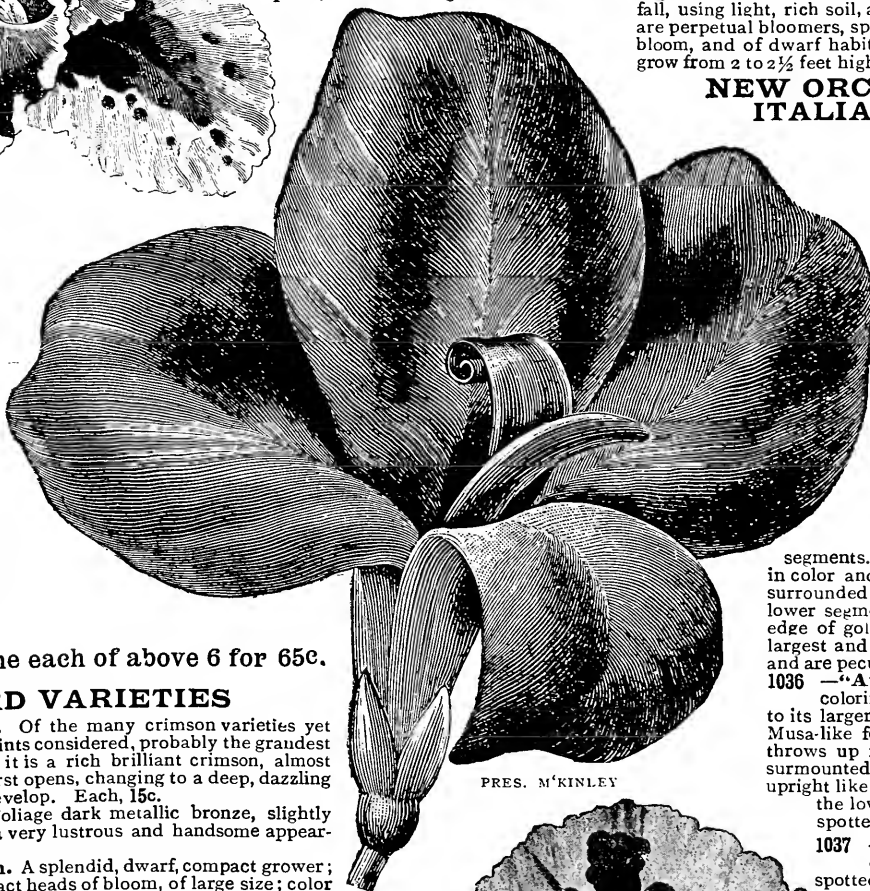 fall, using light, rich soil, a
are perpetual bloomers, sp
bloom, and of dwarf habit
grow from 2 to 2½ feet high
NEW ORC
ITALIA
segments.
in color and
surrounded
lower segm
edge of gol
largest and
and are pecu
1036 —"A
colori
to its larger
Musa-like f
throws up
surmounted
upright like
the lov
spotte
1037
spotted
ne each of above 6 for 65c.
RD VARIETIES
Of the many crimson varieties yet
ints considered, probably the grandest
it is a rich brilliant crimson, almost
rst opens, changing to a deep, dazzling
evelop. Each, 15c.
Foliage dark metallic bronze, slightly
a very lustrous and handsome appear-
n. A splendid, dwarf, compact grower;
act heads of bloom, of large size; color
PRES. M'KINLEY